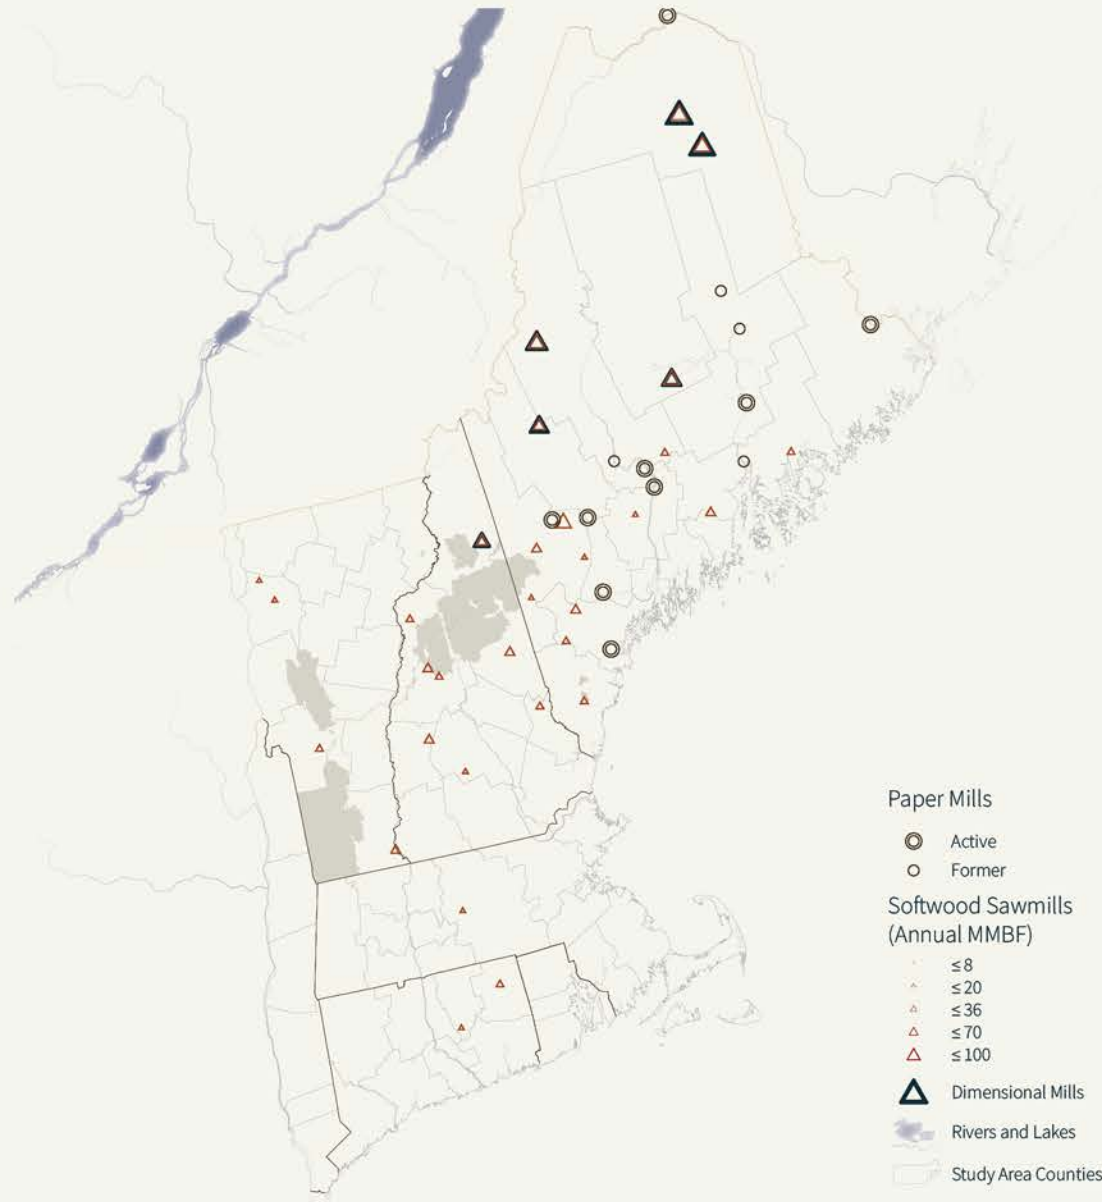 Paper Mills
Active
Former
Softwood Sawmills
(Annual MMBF)
≤ 8
≤ 20
≤ 36
≤ 70
≤ 100
Dimensional Mills
Rivers and Lakes
Study Area Counties